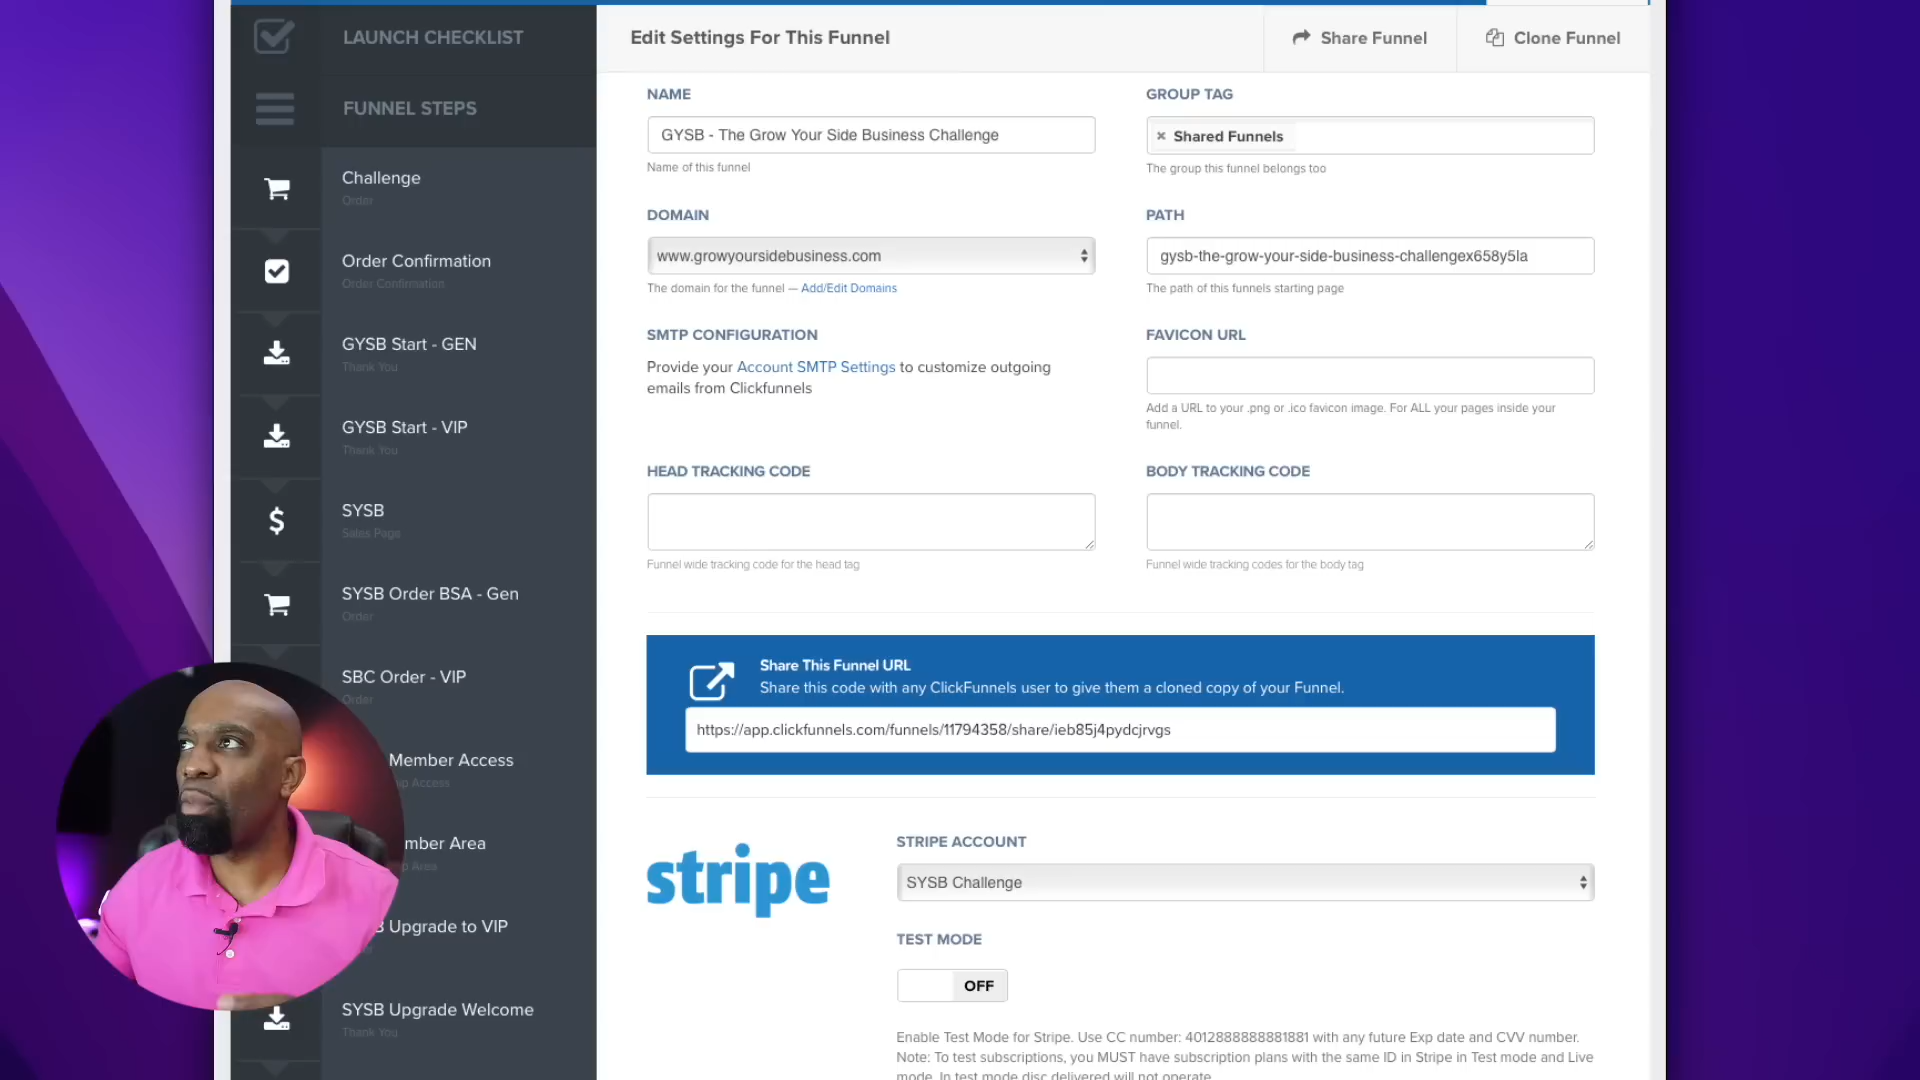 LAUNCH CHECKLIST
FUNNEL STEPS
Challenge
Order
Order Confirmation
Order Confirmation
GYSB Start - GEN
Thank You
GYSB Start - VIP
Thank You
SYSB
Sales Page
SYSB Order BSA - Gen
Order
SBC Order - VIP
Order
Member Access
Access
mber Area
Area
Upgrade to VIP
SYSB Upgrade Welcome
Thank You
Edit Settings For This Funnel
Share Funnel
Clone Funnel
NAME
GYSB - The Grow Your Side Business Challenge
Name of this funnel
GROUP TAG
× Shared Funnels
The group this funnel belongs too
DOMAIN
www.growyoursidebusiness.com
The domain for the funnel — Add/Edit Domains
PATH
gysb-the-grow-your-side-business-challengex658y5la
The path of this funnels starting page
SMTP CONFIGURATION
Provide your Account SMTP Settings to customize outgoing
emails from Clickfunnels
FAVICON URL
Add a URL to your .png or .ico favicon image. For ALL your pages inside your
funnel.
HEAD TRACKING CODE
Funnel wide tracking code for the head tag
BODY TRACKING CODE
Funnel wide tracking codes for the body tag
Share This Funnel URL
Share this code with any ClickFunnels user to give them a cloned copy of your Funnel.
https://app.clickfunnels.com/funnels/11794358/share/ieb85j4pydcjrvgs
stripe
STRIPE ACCOUNT
SYSB Challenge
TEST MODE
OFF
Enable Test Mode for Stripe. Use CC number: 4012888888881881 with any future Exp date and CVV number.
Note: To test subscriptions, you MUST have subscription plans with the same ID in Stripe in Test mode and Live
mode. In test mode disc delivered will not operate.